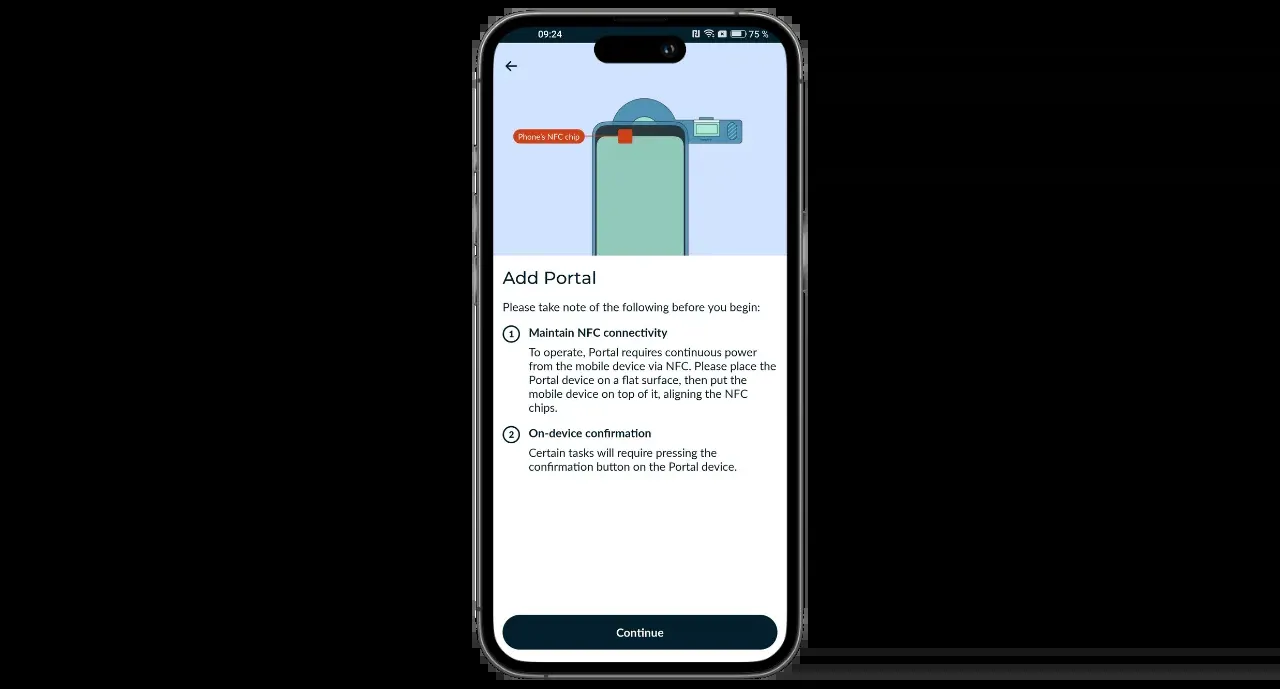 09:24
75 %
Phone's NFC chip
Add Portal
Please take note of the following before you begin:
1 Maintain NFC connectivity
To operate, Portal requires continuous power
from the mobile device via NFC. Please place the
Portal device on a flat surface, then put the
mobile device on top of it, aligning the NFC
chips.
2 On-device confirmation
Certain tasks will require pressing the
confirmation button on the Portal device.
Continue